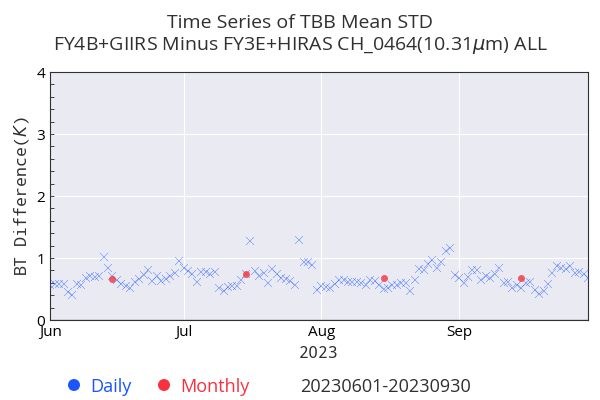 Time Series of TBB Mean STD
FY4B+GIIRS Minus FY3E+HIRAS CH_0464(10.31μm) ALL
BT Difference(K)
4
3
2
1
0
Jun Jul Aug Sep
2023
Daily Monthly 20230601-20230930